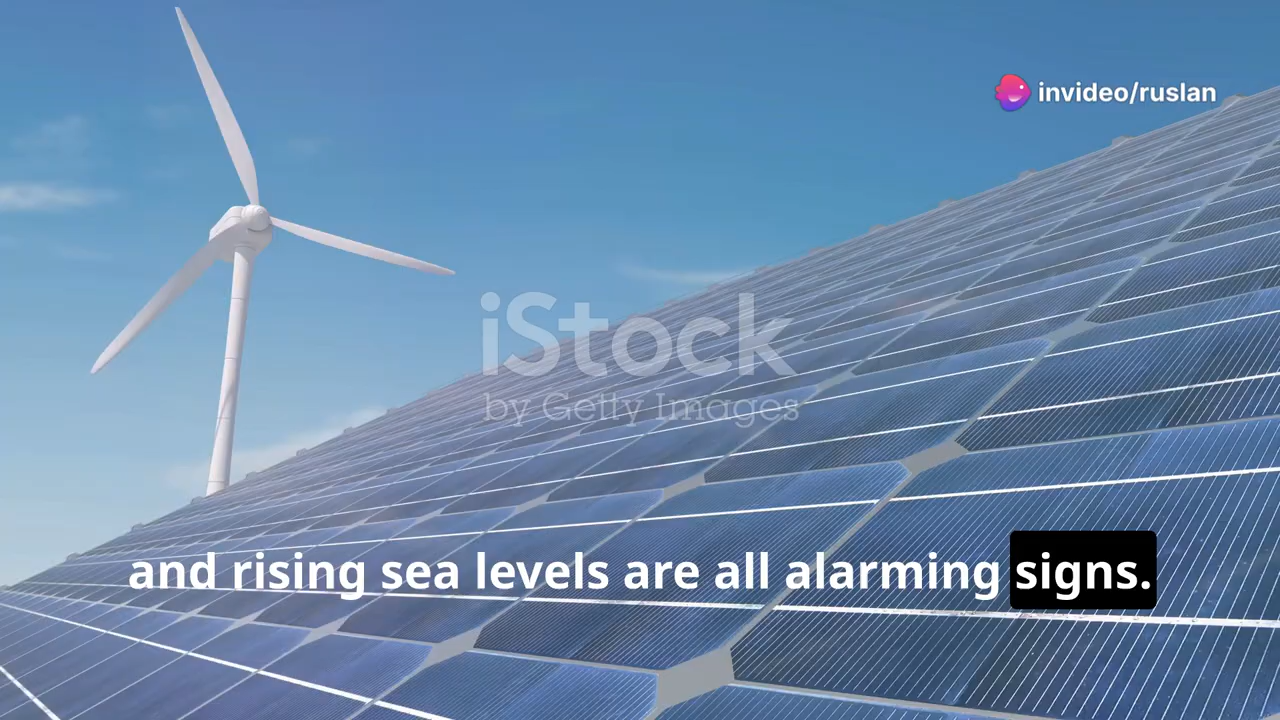 invideo/ruslan
iStock
by Getty Images
and rising sea levels are all alarming signs.